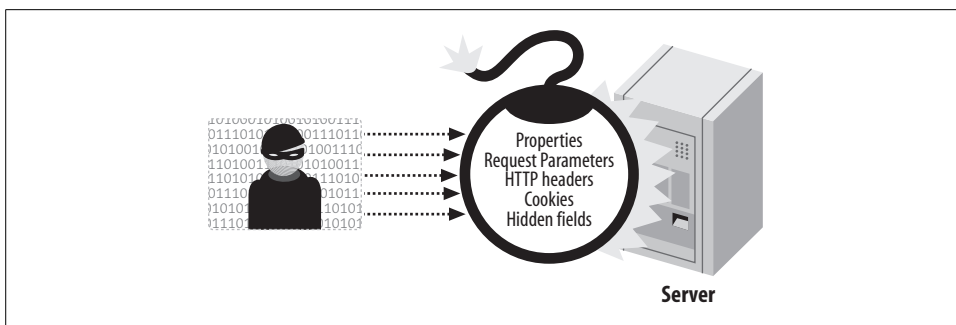 Properties
Request Parameters
HTTP headers
Cookies
Hidden fields
Server